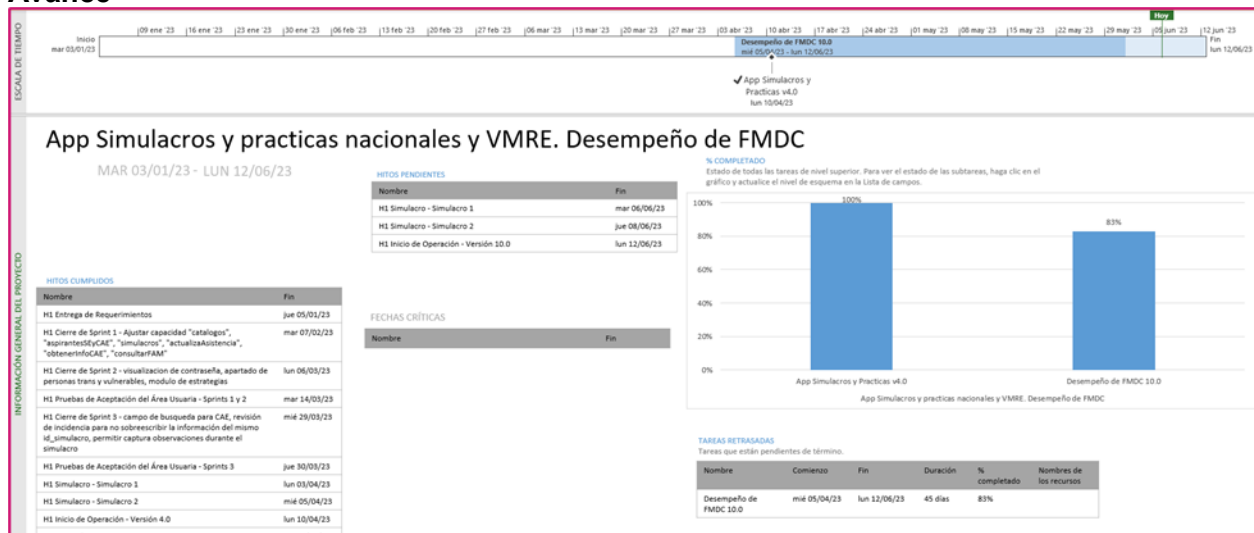 Avance
ESCALA DE TIEMPO
Hoy
|09 ene '23 |16 ene '23 |23 ene '23 |30 ene '23 |06 feb '23 |13 feb '23 |20 feb '23 |27 feb '23 |06 mar '23 |13 mar '23 |20 mar '23 |27 mar '23 |03 abr '23 |10 abr '23 |17 abr '23 |24 abr '23 |01 may '23 |08 may '23 |15 may '23 |22 may '23 |29 may '23 |05 jun '23 |12 jun '23
Inicio
mar 03/01/23
Desempeño de FMDC 10.0
mié 05/04/23 - lun 12/06/23
Fin
lun 12/06/23
✔App Simulacros y
Practicas v4.0
lun 10/04/23
INFORMACIÓN GENERAL DEL PROYECTO
App Simulacros y practicas nacionales y VMRE. Desempeño de FMDC
MAR 03/01/23 - LUN 12/06/23
HITOS PENDIENTES
Nombre Fin
H1 Simulacro - Simulacro 1 mar 06/06/23
H1 Simulacro - Simulacro 2 jue 08/06/23
H1 Inicio de Operación - Versión 10.0 lun 12/06/23
HITOS CUMPLIDOS
Nombre Fin
H1 Entrega de Requerimientos jue 05/01/23
H1 Cierre de Sprint 1 - Ajustar capacidad "catalogos", mar 07/02/23
"aspirantesSEyCAE", "simulacros", "actualizaAsistencia",
"obtenerInfoCAE", "consultarFAM"
H1 Cierre de Sprint 2 - visualizacion de contraseña, apartado de lun 06/03/23
personas trans y vulnerables, modulo de estrategias
H1 Pruebas de Aceptación del Área Usuaria - Sprints 1 y 2 mar 14/03/23
H1 Cierre de Sprint 3 - campo de busqueda para CAE, revisión mié 29/03/23
de incidencia para no sobreescribir la información del mismo
id_simulacro, permitir captura observaciones durante el
simulacro
H1 Pruebas de Aceptación del Área Usuaria - Sprints 3 jue 30/03/23
H1 Simulacro - Simulacro 1 lun 03/04/23
H1 Simulacro - Simulacro 2 mié 05/04/23
H1 Inicio de Operación - Versión 4.0 lun 10/04/23
FECHAS CRÍTICAS
Nombre Fin
% COMPLETADO
Estado de todas las tareas de nivel superior. Para ver el estado de las subtareas, haga clic en el
gráfico y actualice el nivel de esquema en la Lista de campos.
100%
80%
60%
40%
20%
0%
100%
83%
App Simulacros y Practicas v4.0 Desempeño de FMDC 10.0
App Simulacros y practicas nacionales y VMRE. Desempeño de FMDC
TAREAS RETRASADAS
Tareas que están pendientes de término.
Nombre Comienzo Fin Duración % completado Nombres de los recursos
Desempeño de FMDC 10.0 mié 05/04/23 lun 12/06/23 45 días 83%